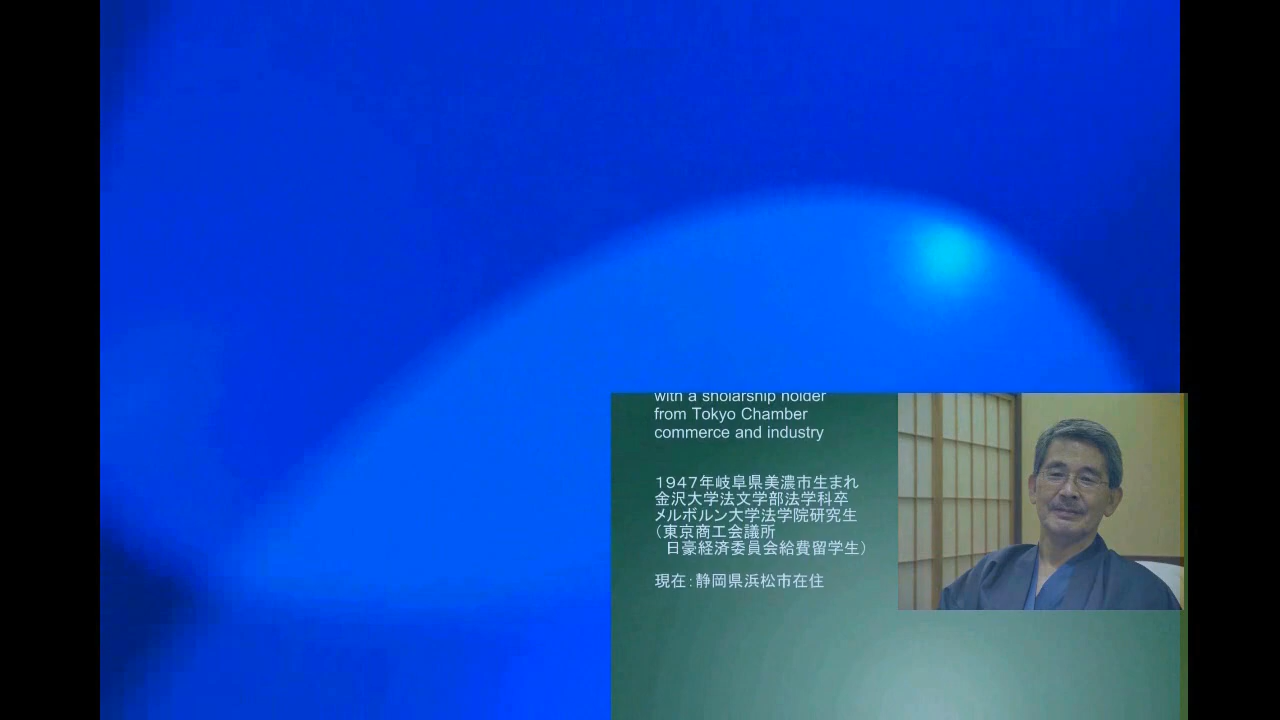 with a sholarship holder
from Tokyo Chamber
commerce and industry
１９４７年岐阜県美濃市生まれ
金沢大学法文学部法学科卒
メルボルン大学法学院研究生
（東京商工会議所
日豪経済委員会給費留学生）
現在：静岡県浜松市在住